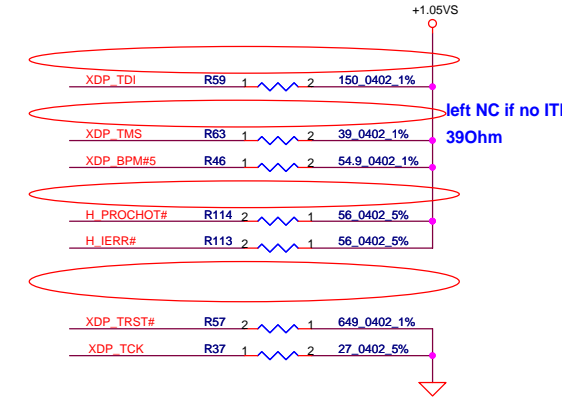 +1.05VS
XDP_TDI R59 1 2 150_0402_1%
left NC if no ITP
XDP_TMS R63 1 2 39_0402_1% 39Ohm
XDP_BPM#5 R46 1 2 54.9_0402_1%
H_PROCHOT# R114 2 1 56_0402_5%
H_IERR# R113 2 1 56_0402_5%
XDP_TRST# R57 2 1 649_0402_1%
XDP_TCK R37 1 2 27_0402_5%